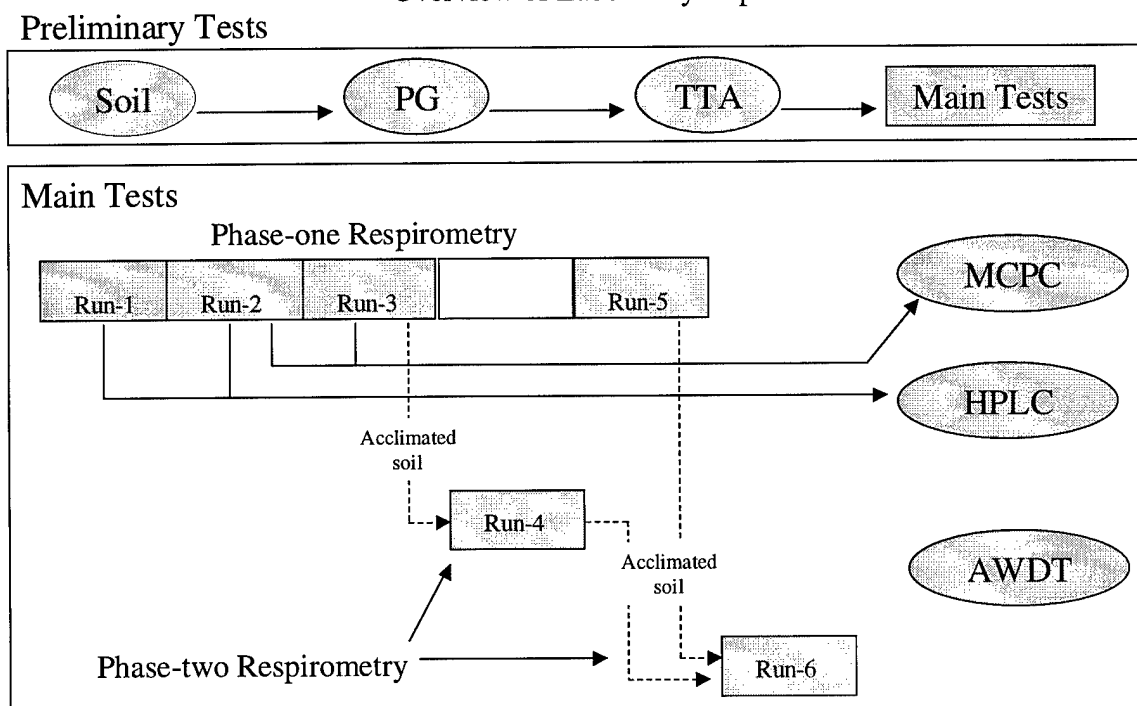 Preliminary Tests
Soil
PG
TTA
Main Tests
Main Tests
Phase-one Respirometry
Run-1
Run-2
Run-3
Run-5
MCPC
HPLC
Acclimated
soil
Run-4
Acclimated
soil
AWDT
Phase-two Respirometry
Run-6